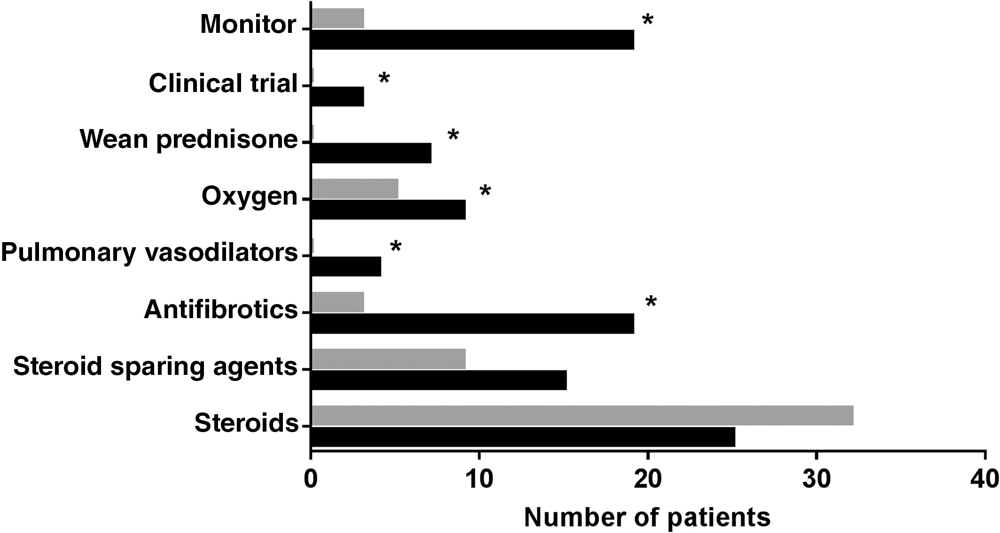 Monitor
*
Clinical trial
*
Wean prednisone
*
Oxygen
*
Pulmonary vasodilators
*
Antifibrotics
*
Steroid sparing agents
Steroids
0 10 20 30 40
Number of patients